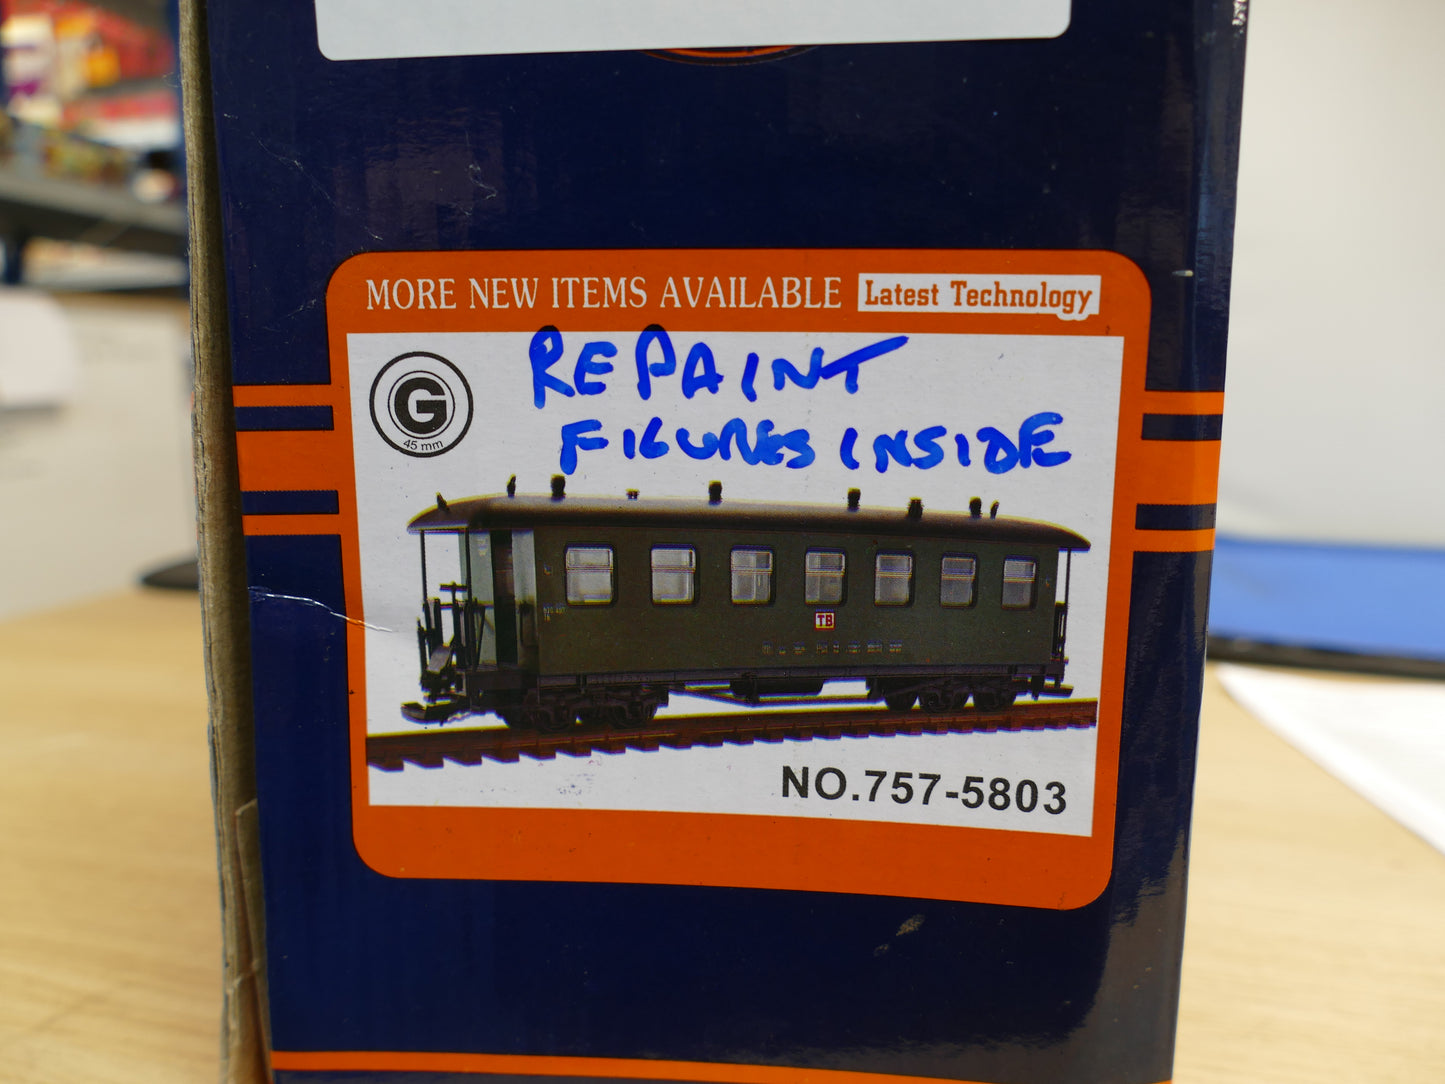 MORE NEW ITEMS AVAILABLE Latest Technology
REPAINT
FIGURES INSIDE
G
45 mm
TB
NO.757-5803